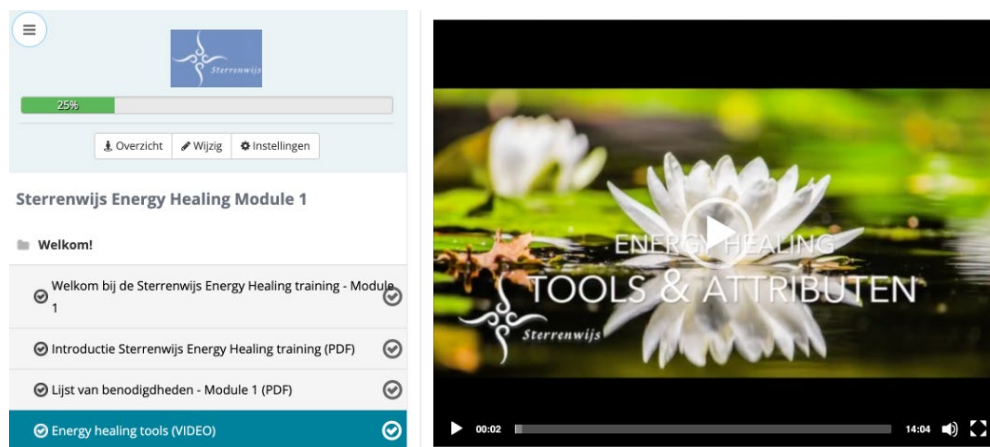 Sterrenwijs
25%
Overzicht
Wijzig
Instellingen
Sterrenwijs Energy Healing Module 1
Welkom!
Welkom bij de Sterrenwijs Energy Healing training - Module
1
Introductie Sterrenwijs Energy Healing training (PDF)
Lijst van benodigdheden - Module 1 (PDF)
Energy healing tools (VIDEO)
ENERGY HEALING
TOOLS & ATTRIBUTEN
Sterrenwijs
00:02
14:04